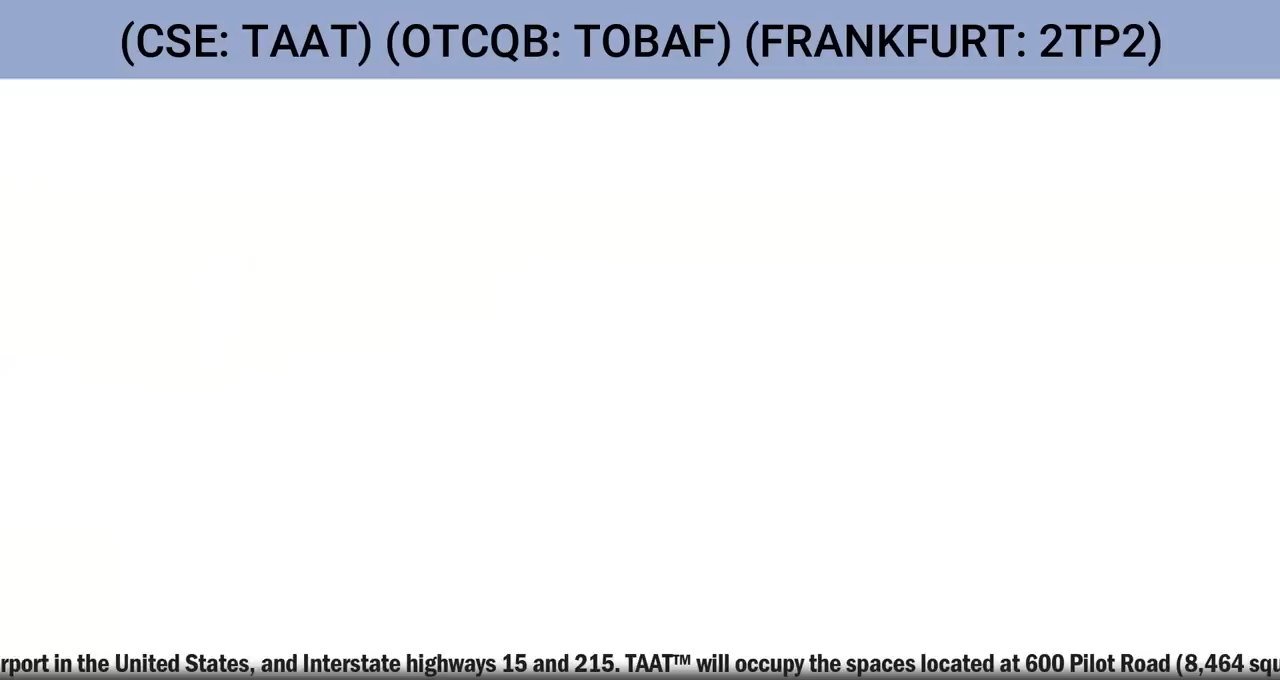 (CSE: TAAT) (OTCQB: TOBAF) (FRANKFURT: 2TP2)
rport in the United States, and Interstate highways 15 and 215. TAAT™ will occupy the spaces located at 600 Pilot Road (8,464 squ